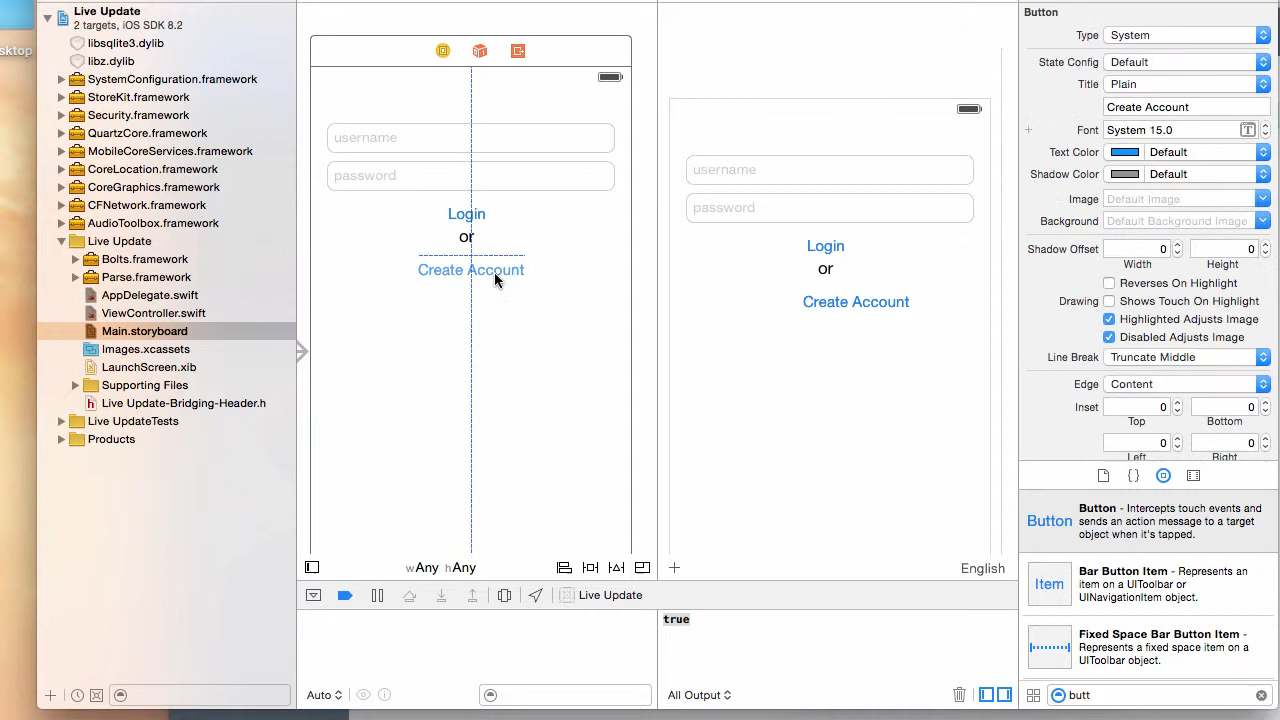 sktop
Live Update
2 targets, iOS SDK 8.2
libsqlite3.dylib
libz.dylib
SystemConfiguration.framework
StoreKit.framework
Security.framework
QuartzCore.framework
MobileCoreServices.framework
CoreLocation.framework
CoreGraphics.framework
CFNetwork.framework
AudioToolbox.framework
Live Update
Bolts.framework
Parse.framework
AppDelegate.swift
ViewController.swift
Main.storyboard
Images.xcassets
LaunchScreen.xib
Supporting Files
h Live Update-Bridging-Header.h
Live UpdateTests
Products
username
password
Login
or
Create Account
wAny hAny
username
password
Login
or
Create Account
English
Live Update
true
Auto
All Output
Button
Type System
State Config Default
Title Plain
Create Account
Font System 15.0 T
Text Color Default
Shadow Color Default
Image Default Image
Background Default Background Image
Shadow Offset 0 0
Width Height
Reverses On Highlight
Drawing Shows Touch On Highlight
Highlighted Adjusts Image
Disabled Adjusts Image
Line Break Truncate Middle
Edge Content
Inset 0 0
Top Bottom
0 0
Left Right
Button
Button - Intercepts touch events and
sends an action message to a target
object when it's tapped.
Item
Bar Button Item - Represents an
item on a UIToolbar or
UINavigationItem object.
Fixed Space Bar Button Item -
Represents a fixed space item on a
UIToolbar object.
butt